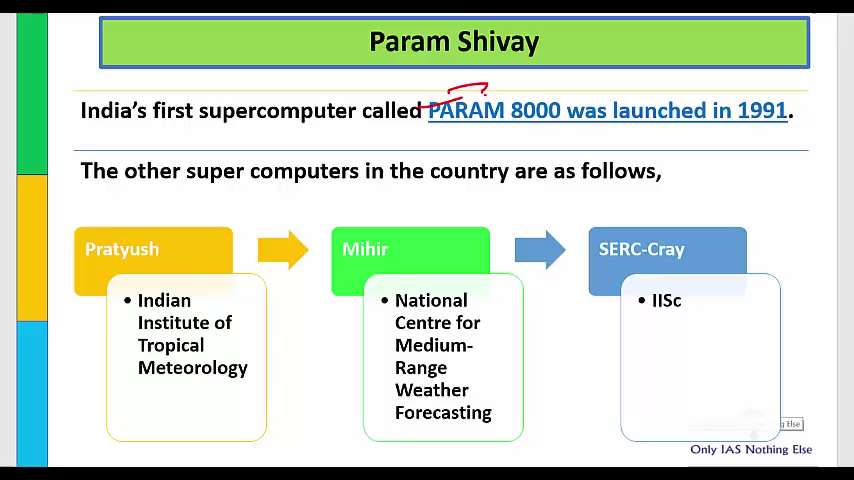 Param Shivay
India's first supercomputer called PARAM 8000 was launched in 1991.
The other super computers in the country are as follows,
Pratyush
• Indian
Institute of
Tropical
Meteorology
Mihir
• National
Centre for
Medium-
Range
Weather
Forecasting
SERC-Cray
• IISc
g Else
Only IAS Nothing Else